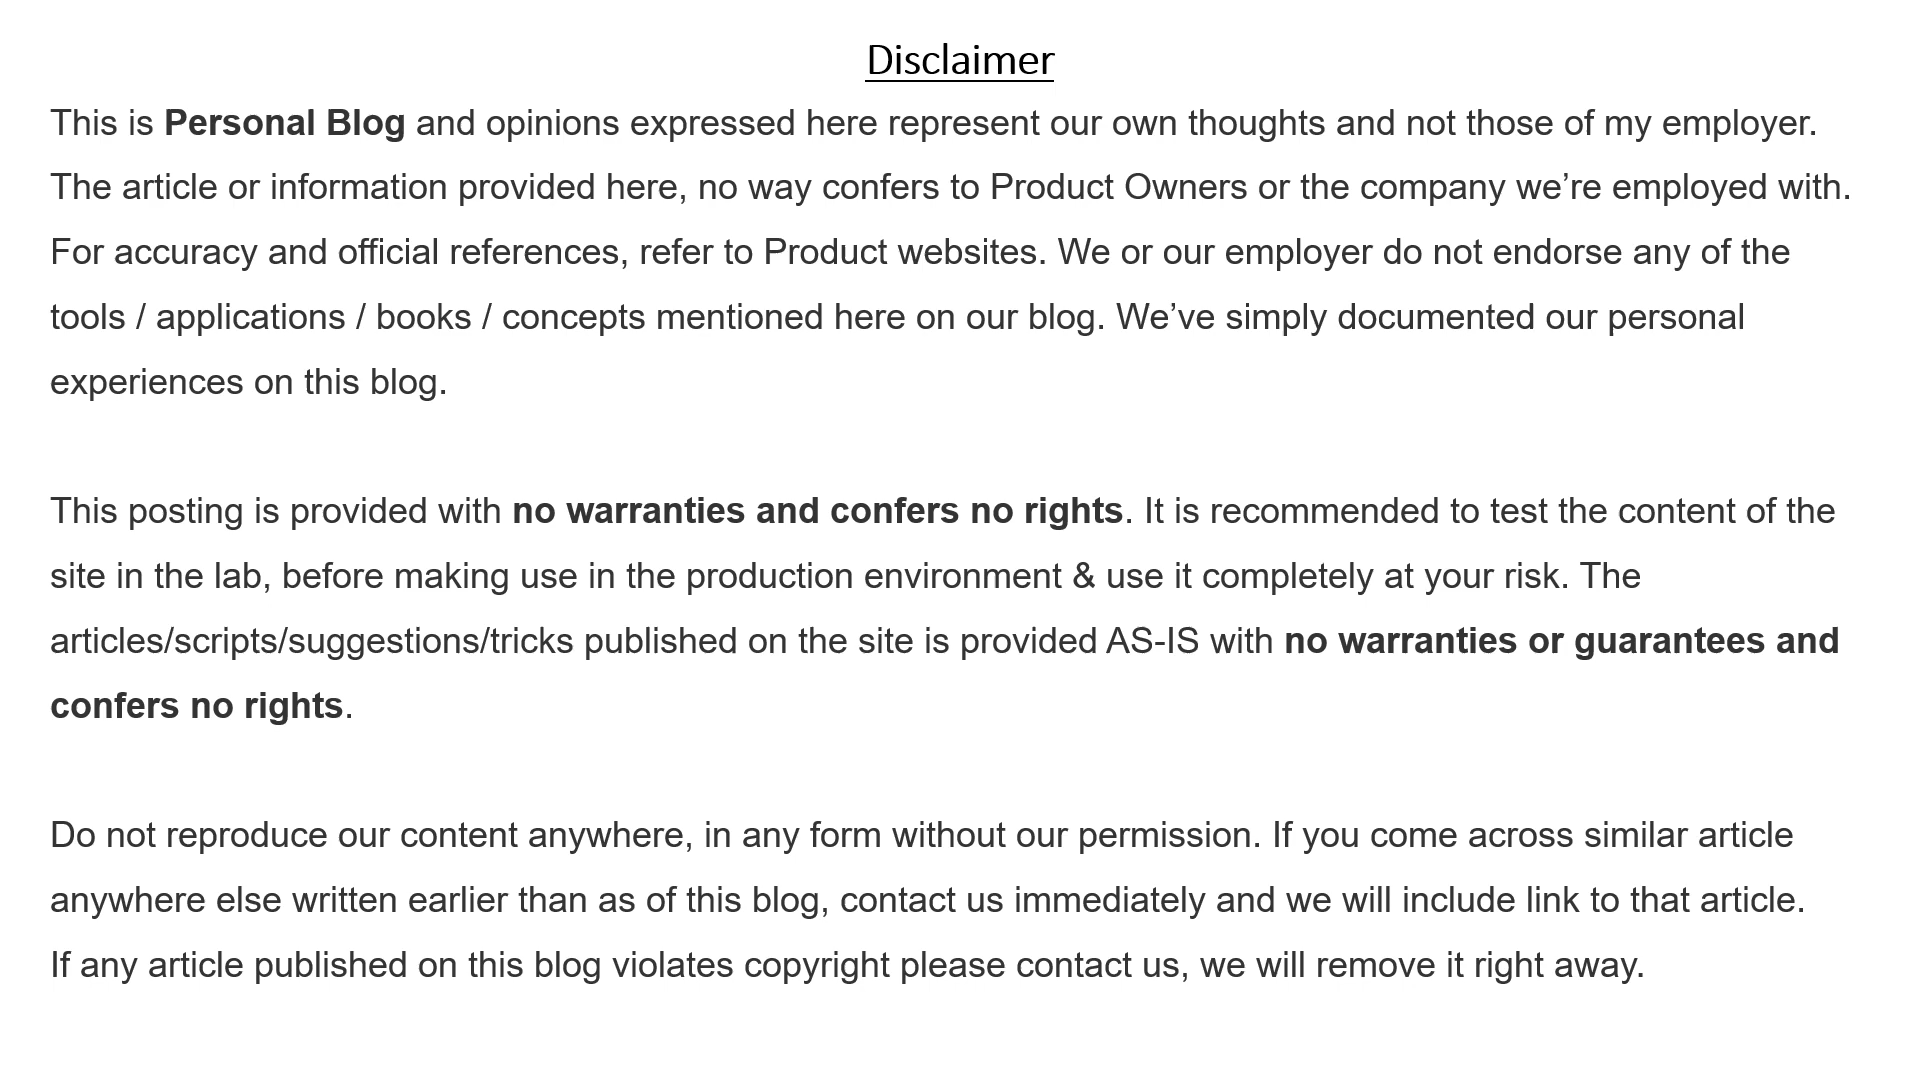 Disclaimer
This is Personal Blog and opinions expressed here represent our own thoughts and not those of my employer.
The article or information provided here, no way confers to Product Owners or the company we’re employed with.
For accuracy and official references, refer to Product websites. We or our employer do not endorse any of the
tools / applications / books / concepts mentioned here on our blog. We’ve simply documented our personal
experiences on this blog.
This posting is provided with no warranties and confers no rights. It is recommended to test the content of the
site in the lab, before making use in the production environment & use it completely at your risk. The
articles/scripts/suggestions/tricks published on the site is provided AS-IS with no warranties or guarantees and
confers no rights.
Do not reproduce our content anywhere, in any form without our permission. If you come across similar article
anywhere else written earlier than as of this blog, contact us immediately and we will include link to that article.
If any article published on this blog violates copyright please contact us, we will remove it right away.